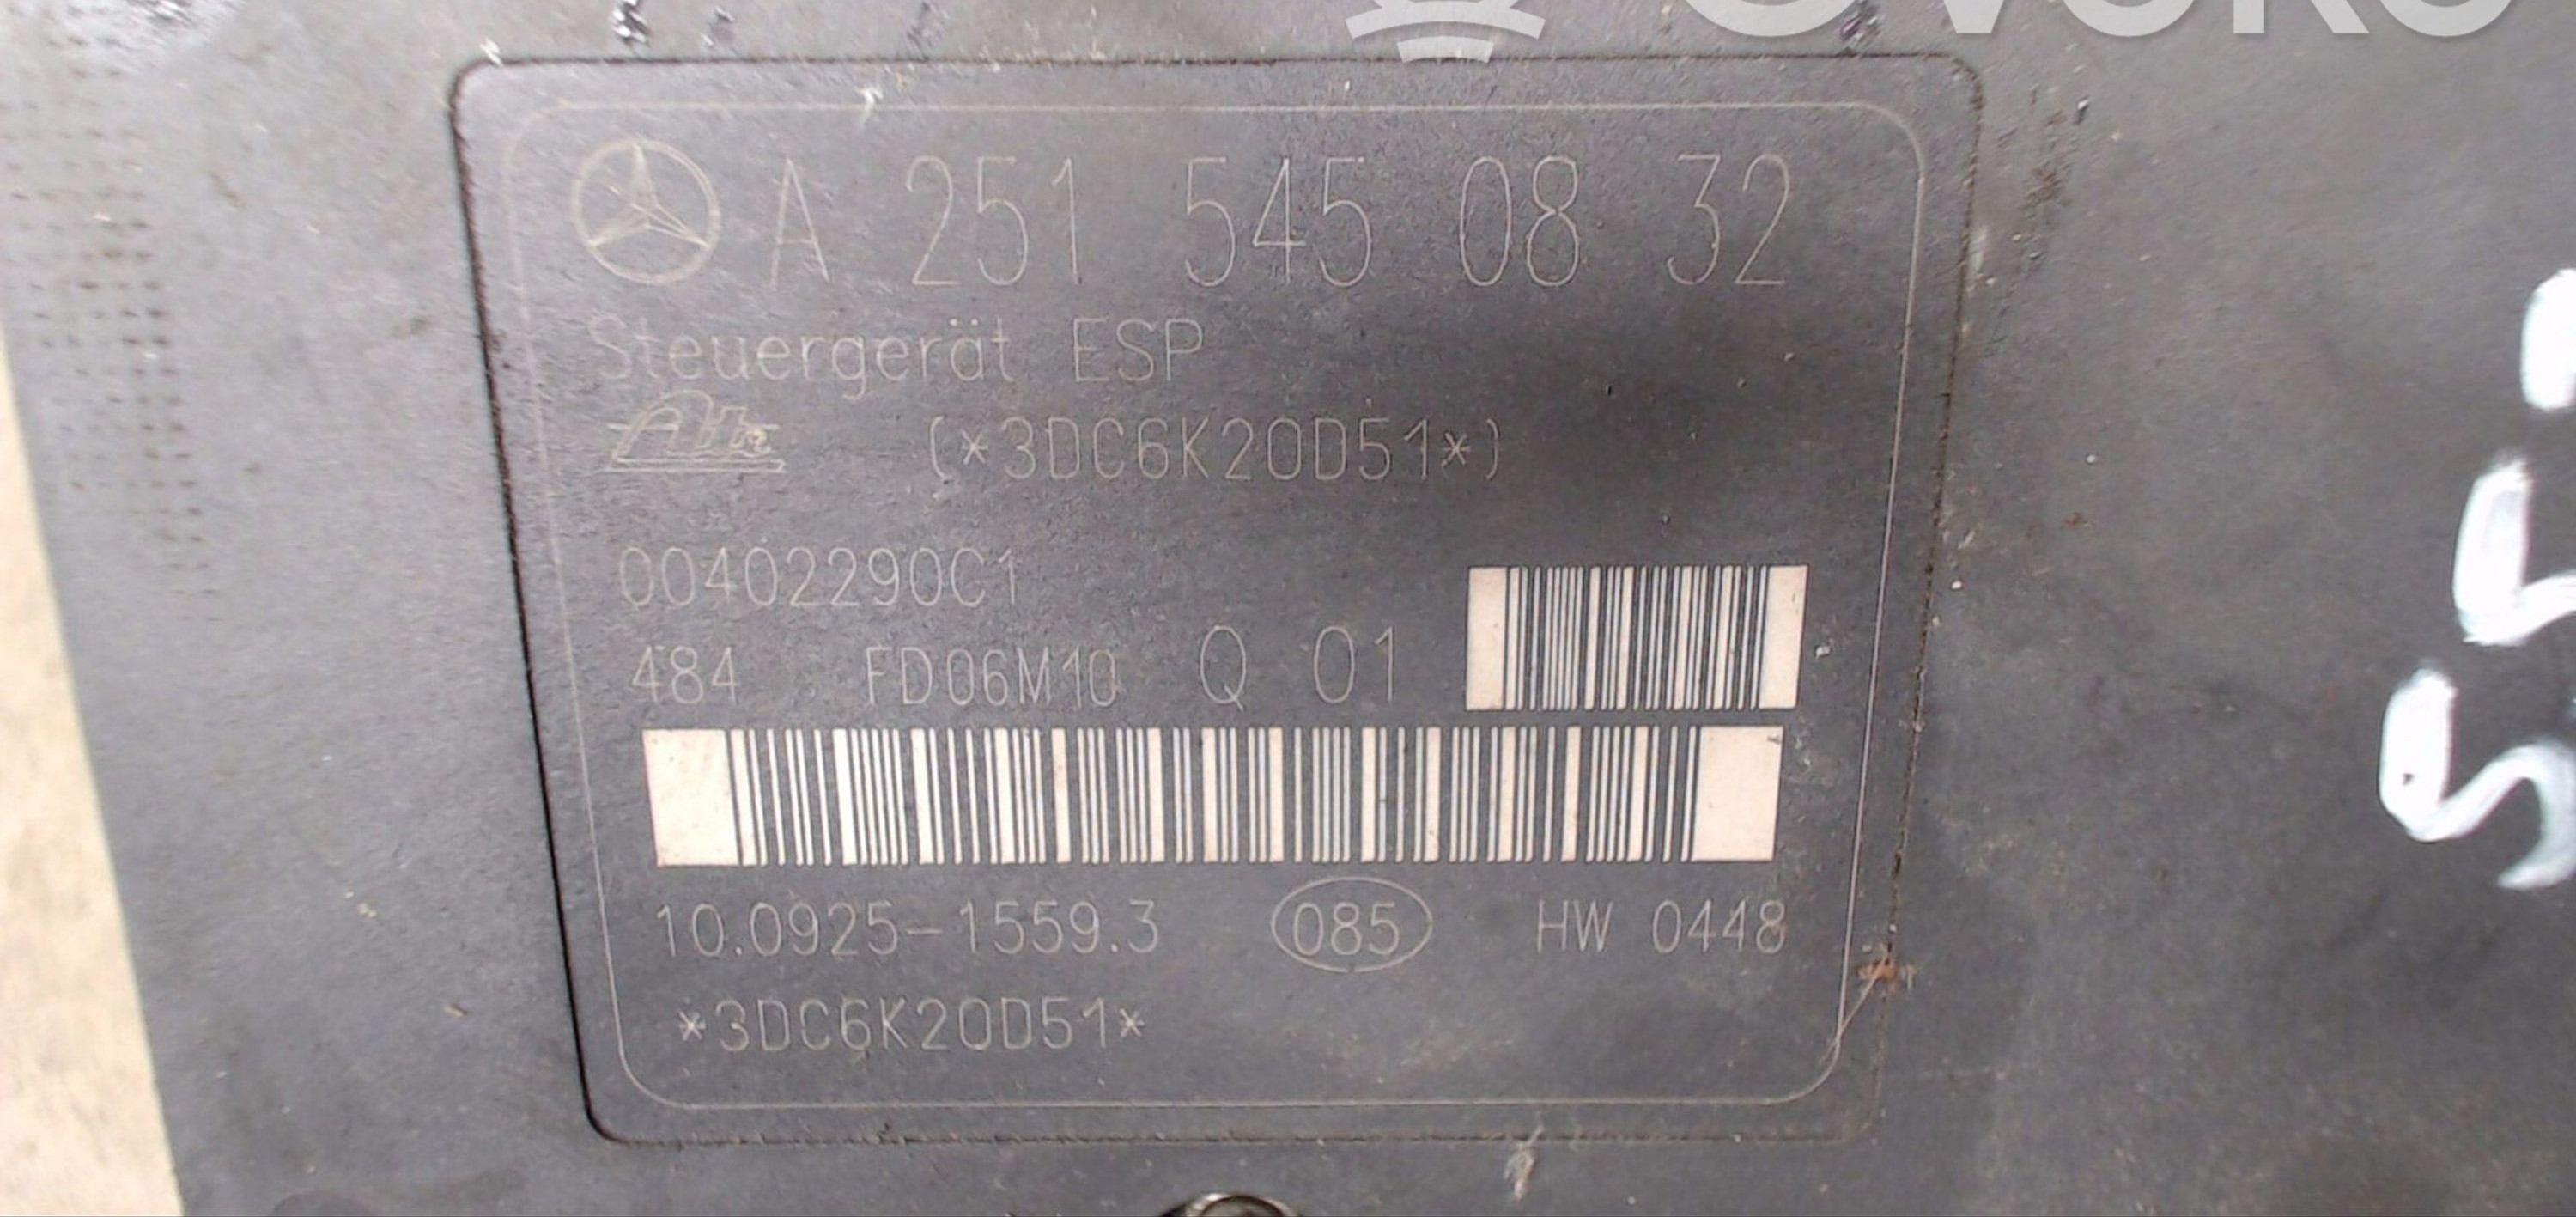 A 251 545 08 32
Steuergerät ESP
Ate (*3DC6K20D51*)
00402290C1
484 FD06M10 Q 01
10.0925-1559.3 085 HW 0448
*3DC6K20D51*